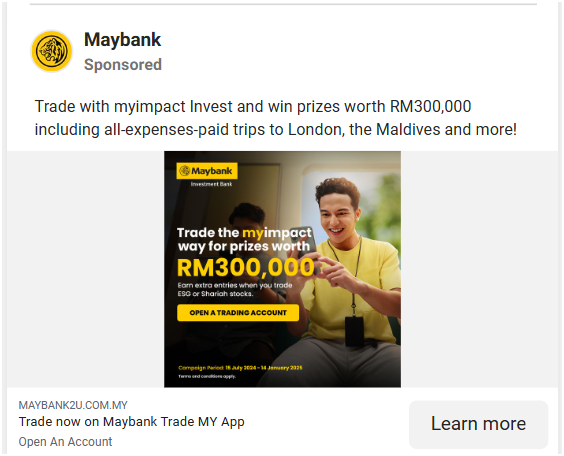 Maybank
Sponsored
Trade with myimpact Invest and win prizes worth RM300,000
including all-expenses-paid trips to London, the Maldives and more!
Maybank
Investment Bank
Trade the myimpact
way for prizes worth
RM300,000
Earn extra entries when you trade
ESG or Shariah stocks.
OPEN A TRADING ACCOUNT
Campaign Period: 15 July 2024 - 14 January 2025
Terms and conditions apply.
MAYBANK2U.COM.MY
Trade now on Maybank Trade MY App
Open An Account
Learn more